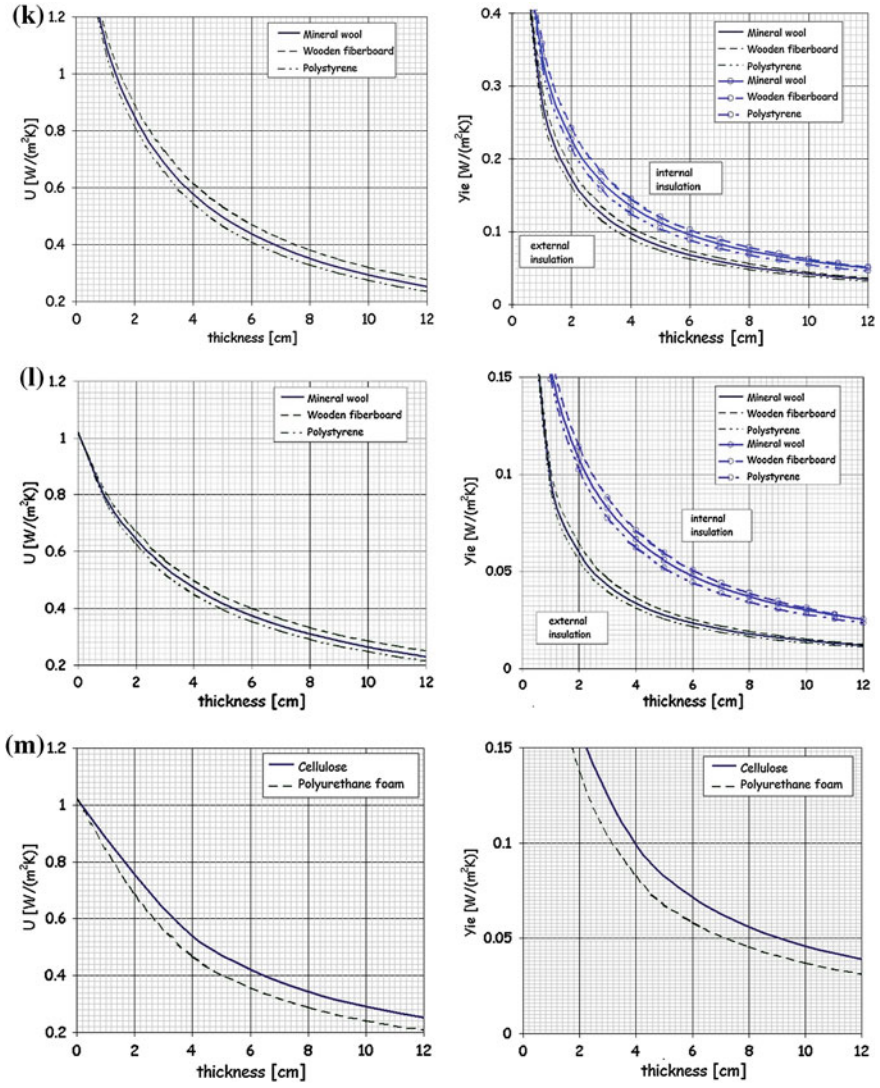 (k)
1.2
1
0.8
0.6
0.4
0.2
U [W/(m²K)]
0 2 4 6 8 10 12
thickness [cm]
Mineral wool
Wooden fiberboard
Polystyrene
0.4
0.3
0.2
0.1
0
Yie [W/(m²K)]
0 2 4 6 8 10 12
thickness [cm]
Mineral wool
Wooden fiberboard
Polystyrene
Mineral wool
Wooden fiberboard
Polystyrene
internal
insulation
external
insulation
(l)
1.2
1
0.8
0.6
0.4
0.2
U [W/(m²K)]
0 2 4 6 8 10 12
thickness [cm]
Mineral wool
Wooden fiberboard
Polystyrene
0.15
0.1
0.05
0
Yie [W/(m²K)]
0 2 4 6 8 10 12
thickness [cm]
Mineral wool
Wooden fiberboard
Polystyrene
Mineral wool
Wooden fiberboard
Polystyrene
internal
insulation
external
insulation
(m)
1.2
1
0.8
0.6
0.4
0.2
U [W/(m²K)]
0 2 4 6 8 10 12
thickness [cm]
Cellulose
Polyurethane foam
0.15
0.1
0.05
0
Yie [W/(m²K)]
0 2 4 6 8 10 12
thickness [cm]
Cellulose
Polyurethane foam